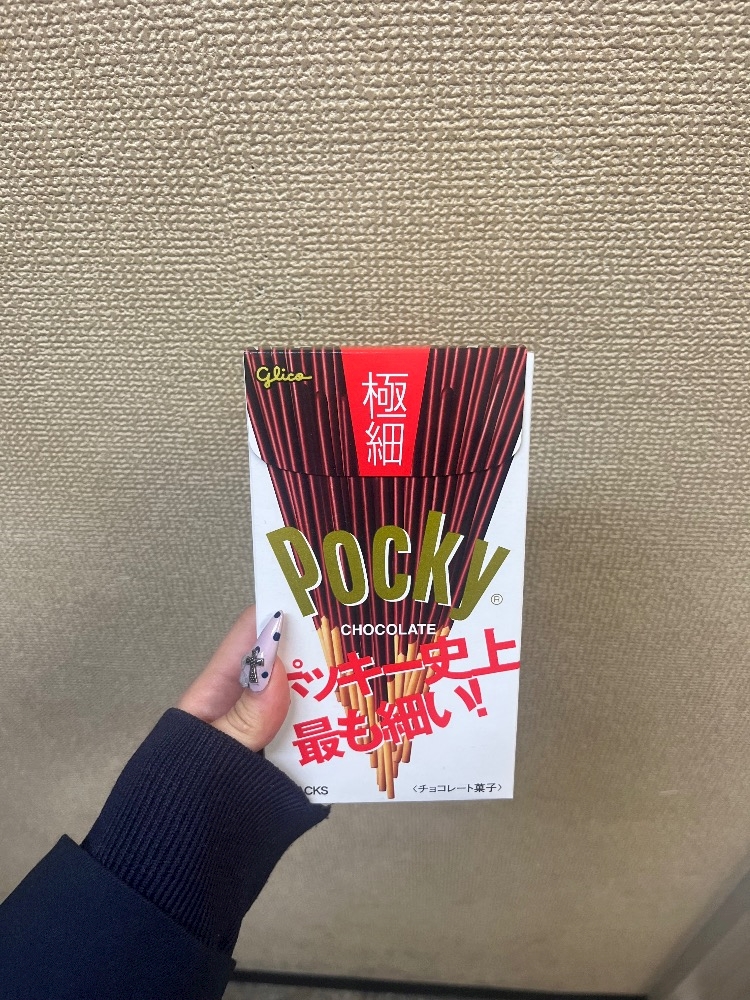 Glico
極細
Pocky®
CHOCOLATE
ポッキー史上
最も細い!
〈チョコレート菓子〉